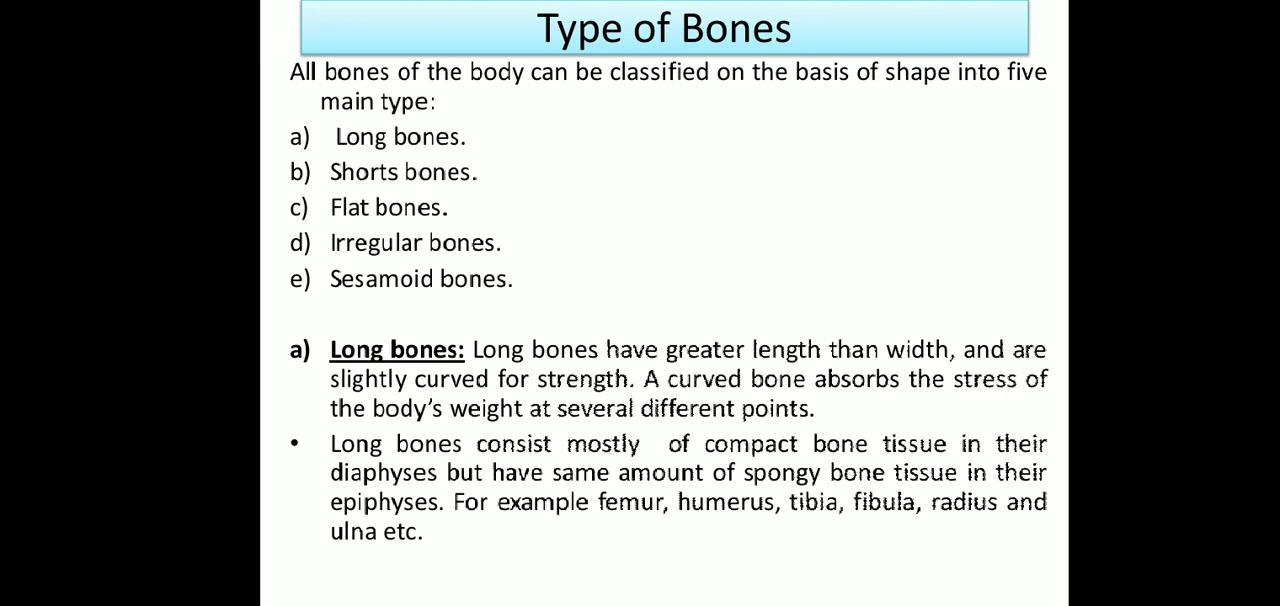 Type of Bones
All bones of the body can be classified on the basis of shape into five
main type:
a) Long bones.
b) Shorts bones.
c) Flat bones.
d) Irregular bones.
e) Sesamoid bones.
a) Long bones: Long bones have greater length than width, and are
slightly curved for strength. A curved bone absorbs the stress of
the body's weight at several different points.
• Long bones consist mostly of compact bone tissue in their
diaphyses but have same amount of spongy bone tissue in their
epiphyses. For example femur, humerus, tibia, fibula, radius and
ulna etc.